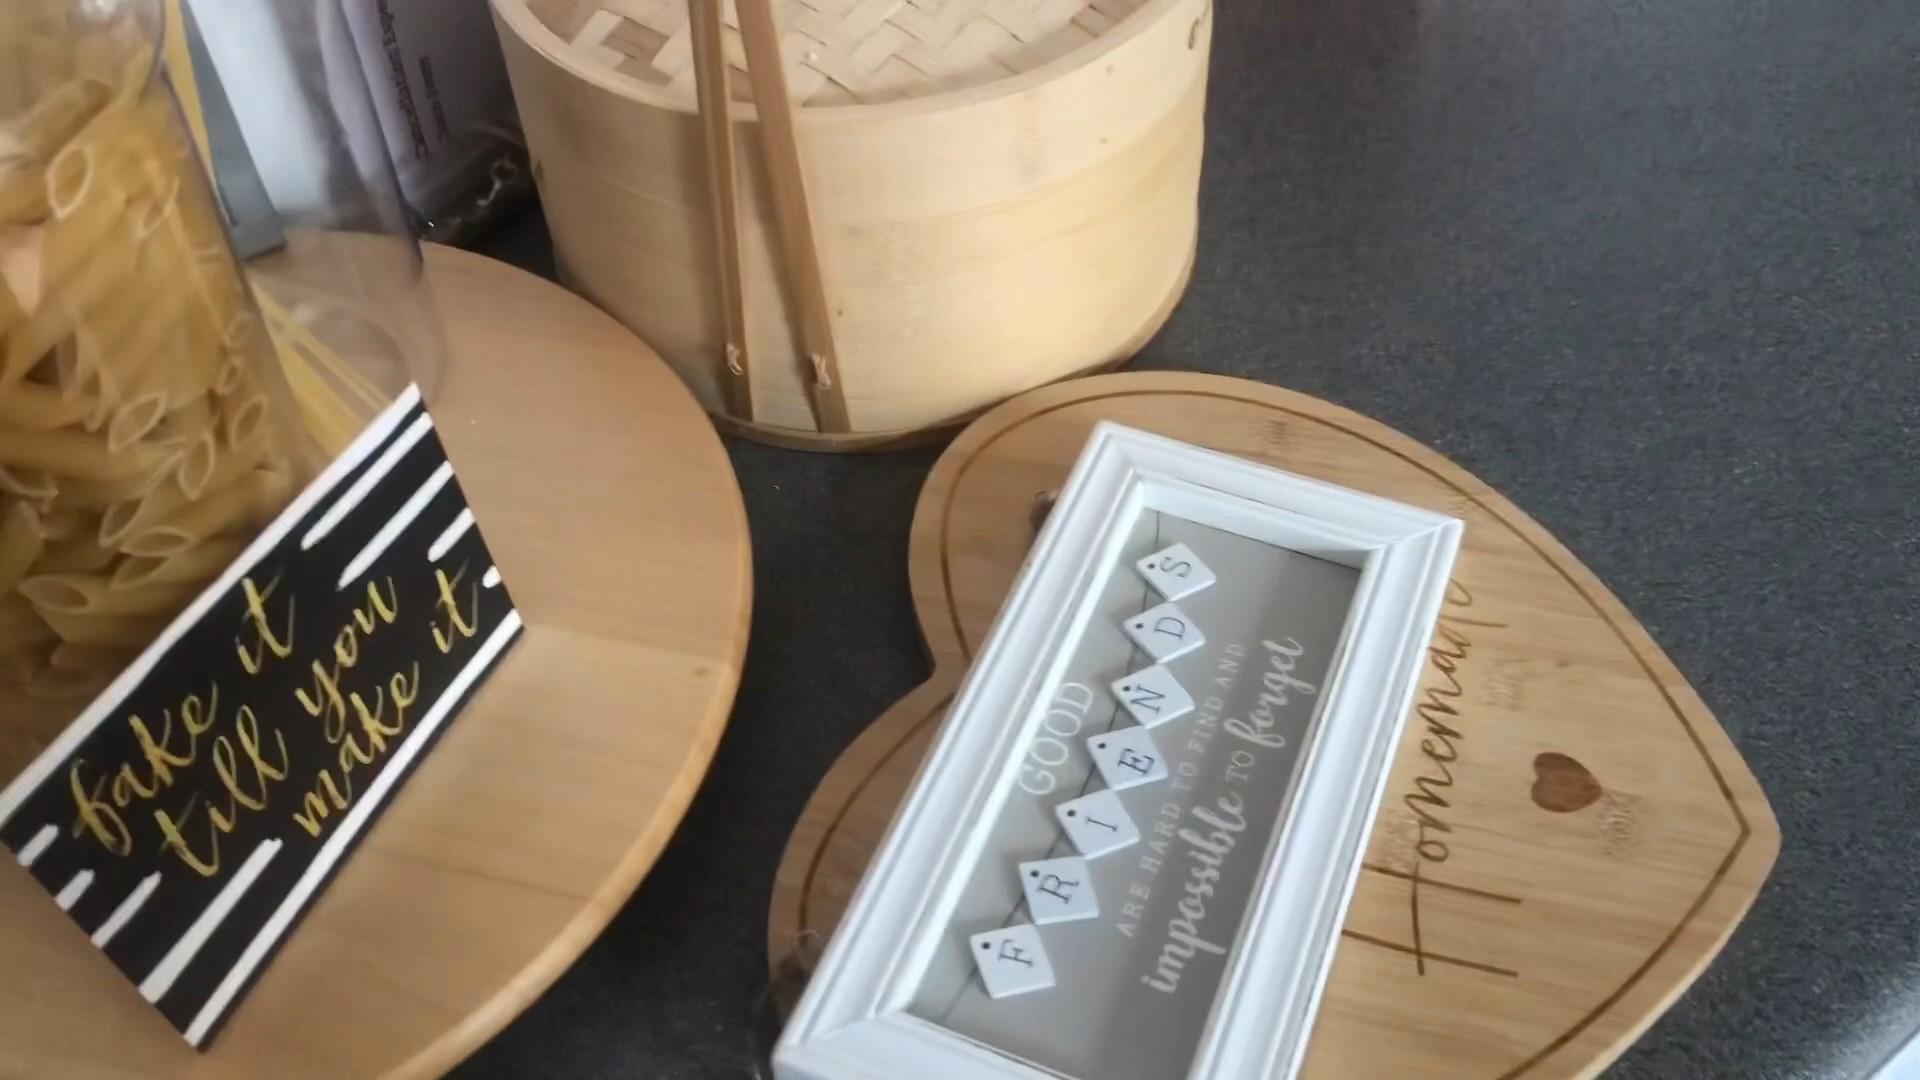 fake it
till you
make it
GOOD
FRIENDS
ARE HARD TO FIND AND
impossible TO forget
Homemade